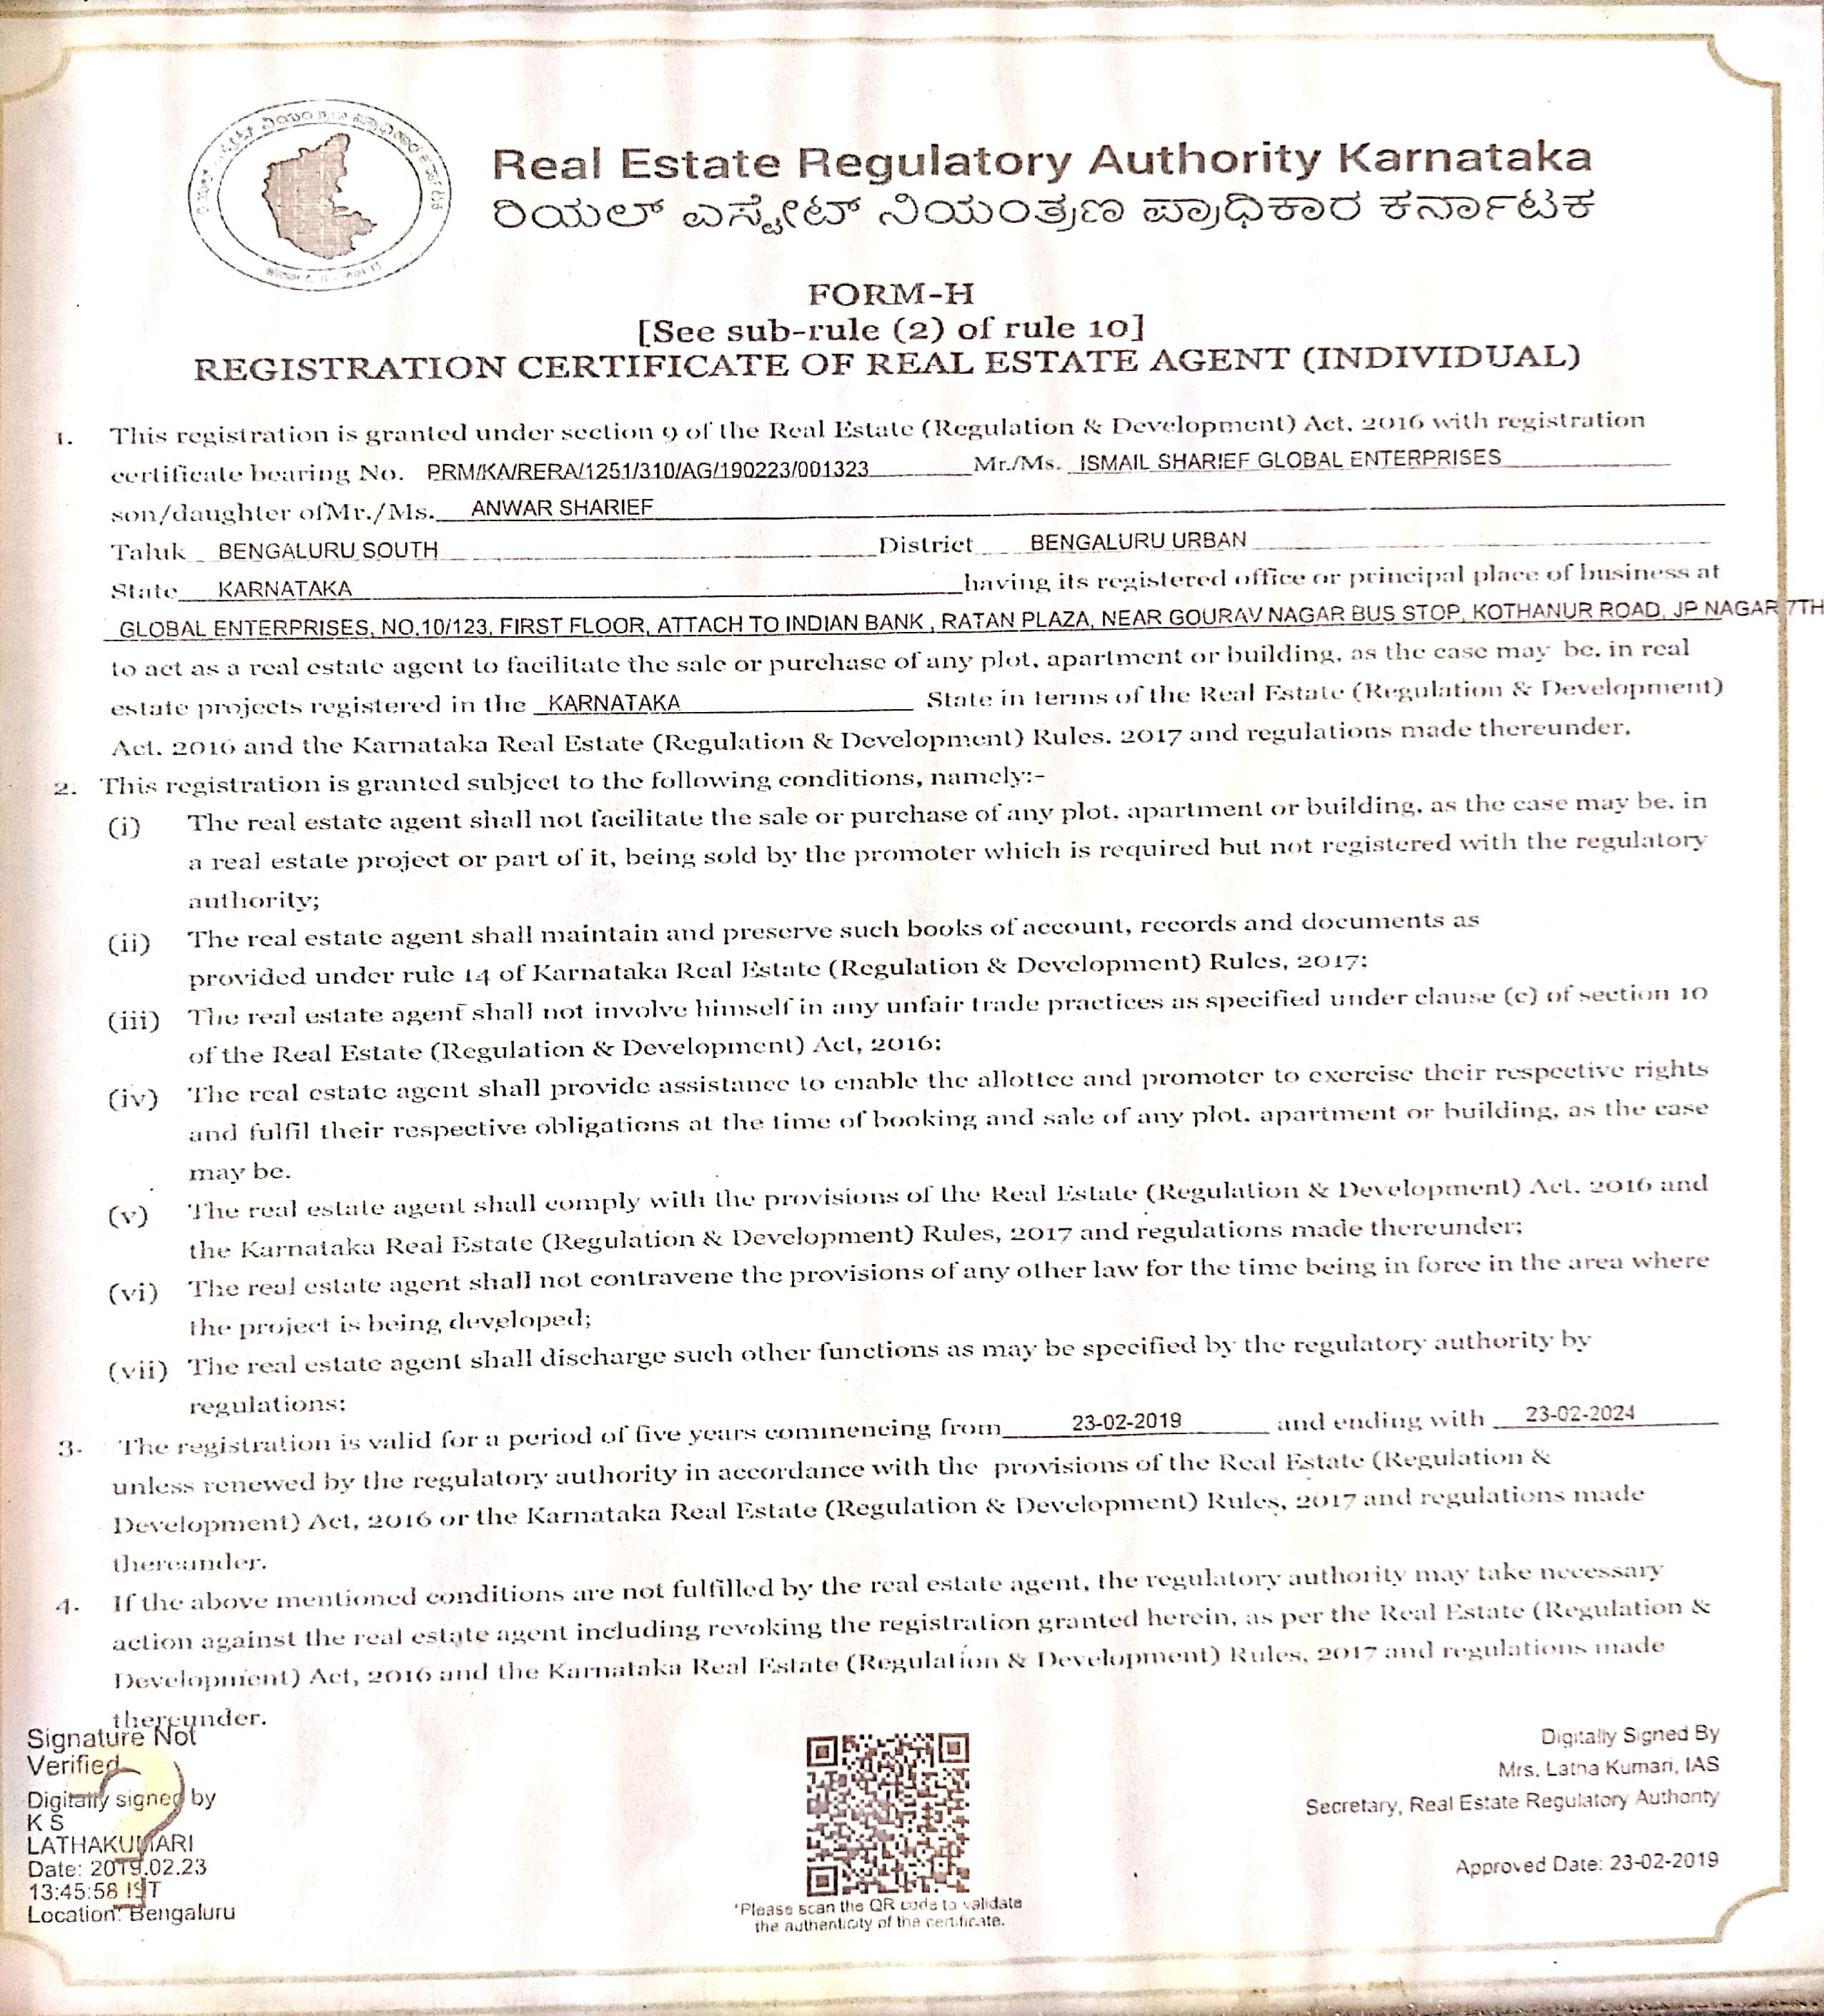 Real Estate Regulatory Authority Karnataka
ರಿಯಲ್ ಎಸ್ಟೇಟ್ ನಿಯಂತ್ರಣ ಪ್ರಾಧಿಕಾರ ಕರ್ನಾಟಕ
FORM-H
[See sub-rule (2) of rule 10]
REGISTRATION CERTIFICATE OF REAL ESTATE AGENT (INDIVIDUAL)
1. This registration is granted under section 9 of the Real Estate (Regulation & Development) Act, 2016 with registration
certificate bearing No. PRM/KA/RERA/1251/310/AG/190223/001323 Mr./Ms. ISMAIL SHARIEF GLOBAL ENTERPRISES
son/daughter ofMr./Ms. ANWAR SHARIEF
Taluk BENGALURU SOUTH District BENGALURU URBAN
State KARNATAKA having its registered office or principal place of business at
GLOBAL ENTERPRISES, NO.10/123, FIRST FLOOR, ATTACH TO INDIAN BANK , RATAN PLAZA, NEAR GOURAV NAGAR BUS STOP, KOTHANUR ROAD, JP NAGAR 7TH
to act as a real estate agent to facilitate the sale or purchase of any plot, apartment or building, as the case may be, in real
estate projects registered in the KARNATAKA State in terms of the Real Estate (Regulation & Development)
Act, 2016 and the Karnataka Real Estate (Regulation & Development) Rules, 2017 and regulations made thereunder.
2. This registration is granted subject to the following conditions, namely:-
(i) The real estate agent shall not facilitate the sale or purchase of any plot, apartment or building, as the case may be, in
a real estate project or part of it, being sold by the promoter which is required but not registered with the regulatory
authority;
(ii) The real estate agent shall maintain and preserve such books of account, records and documents as
provided under rule 14 of Karnataka Real Estate (Regulation & Development) Rules, 2017;
(iii) The real estate agent shall not involve himself in any unfair trade practices as specified under clause (c) of section 10
of the Real Estate (Regulation & Development) Act, 2016;
(iv) The real estate agent shall provide assistance to enable the allottee and promoter to exercise their respective rights
and fulfil their respective obligations at the time of booking and sale of any plot, apartment or building, as the case
may be.
(v) The real estate agent shall comply with the provisions of the Real Estate (Regulation & Development) Act, 2016 and
the Karnataka Real Estate (Regulation & Development) Rules, 2017 and regulations made thereunder;
(vi) The real estate agent shall not contravene the provisions of any other law for the time being in force in the area where
the project is being developed;
(vii) The real estate agent shall discharge such other functions as may be specified by the regulatory authority by
regulations;
3. The registration is valid for a period of five years commencing from 23-02-2019 and ending with 23-02-2024
unless renewed by the regulatory authority in accordance with the provisions of the Real Estate (Regulation &
Development) Act, 2016 or the Karnataka Real Estate (Regulation & Development) Rules, 2017 and regulations made
thereunder.
4. If the above mentioned conditions are not fulfilled by the real estate agent, the regulatory authority may take necessary
action against the real estate agent including revoking the registration granted herein, as per the Real Estate (Regulation &
Development) Act, 2016 and the Karnataka Real Estate (Regulation & Development) Rules, 2017 and regulations made
thereunder.
Signature Not
Verified
Digitally signed by
K S
LATHAKUMARI
Date: 2019.02.23
13:45:58 IST
Location: Bengaluru
*Please scan the QR code to validate
the authenticity of the certificate.
Digitally Signed By
Mrs. Latha Kumari, IAS
Secretary, Real Estate Regulatory Authority
Approved Date: 23-02-2019